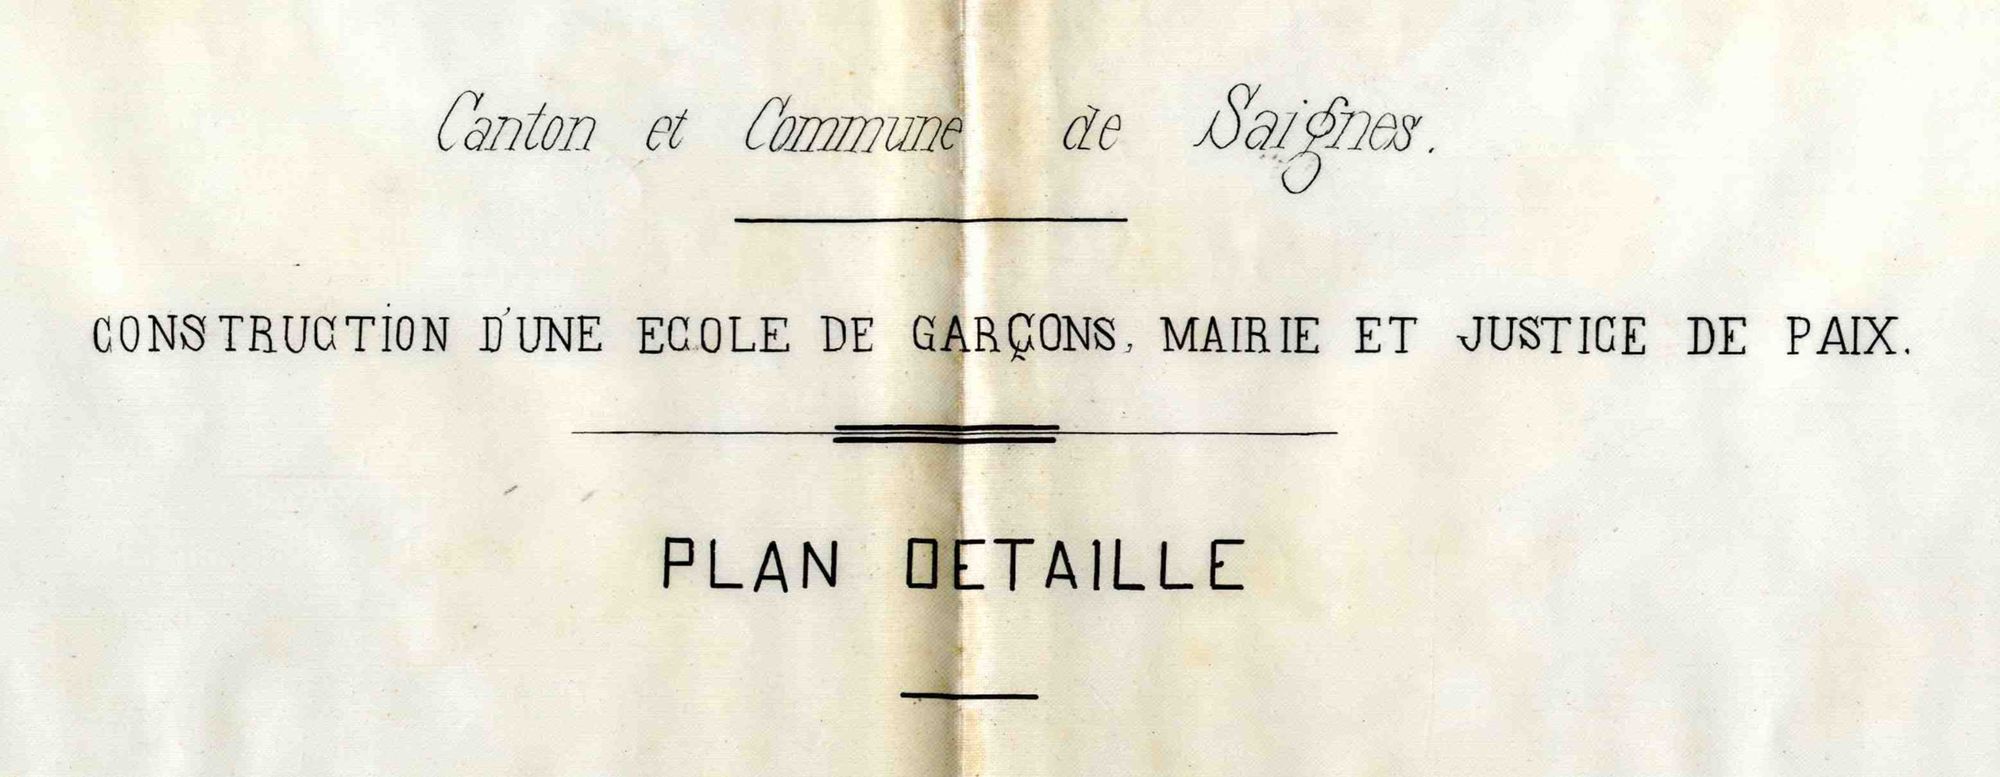 Canton et Commune de Saignes.
CONSTRUCTION D'UNE ECOLE DE GARÇONS, MAIRIE ET JUSTICE DE PAIX.
PLAN DETAILLE